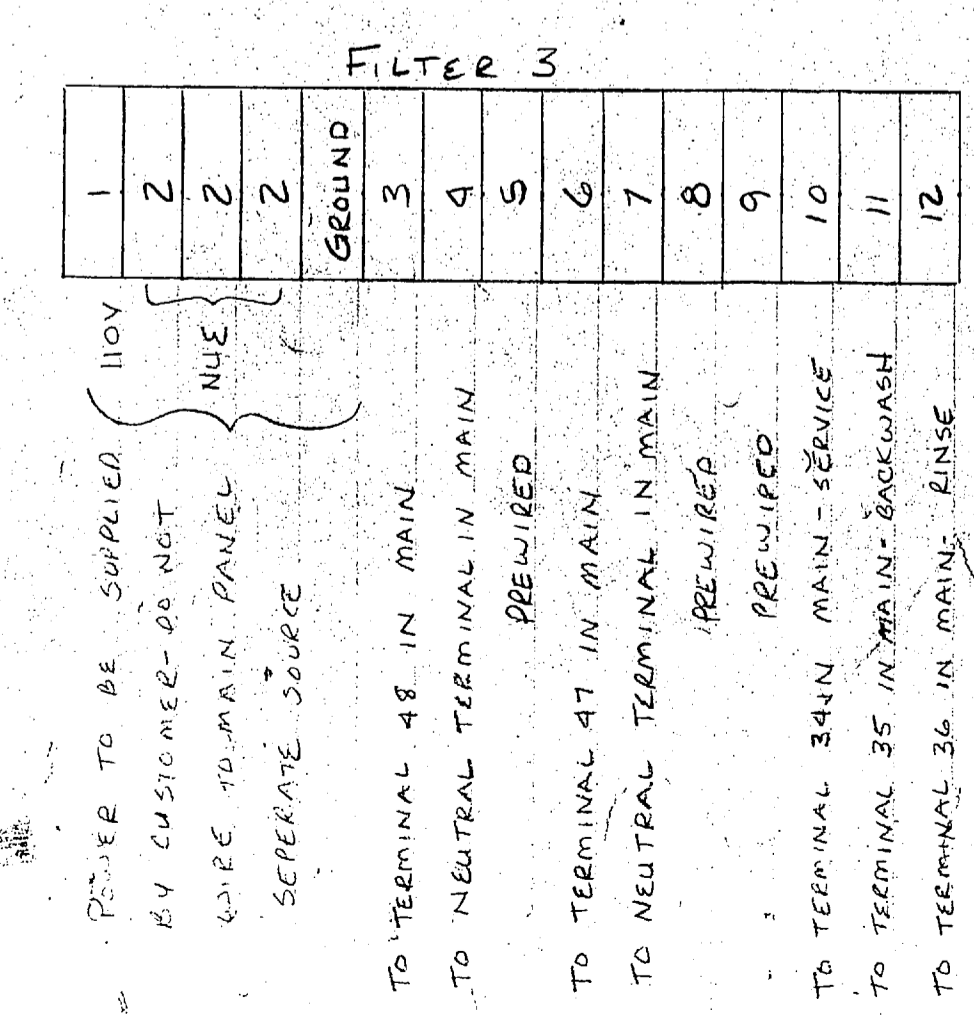 FILTER 3
1
2
2
2
GROUND
3
4
5
6
7
8
9
10
11
12
110V
NUE
POWER TO BE SUPPLIED
BY CUSTOMER- DO NOT
WIRE TO MAIN PANEL
SEPERATE SOURCE
TO TERMINAL 48 IN MAIN
TO NEUTRAL TERMINAL IN MAIN
PREWIRED
TO TERMINAL 47 IN MAIN
TO NEUTRAL TERMINAL IN MAIN
PREWIRED
PREWIRED
TO TERMINAL 34 IN MAIN - SERVICE
TO TERMINAL 35 IN MAIN - BACKWASH
TO TERMINAL 36 IN MAIN - RINSE